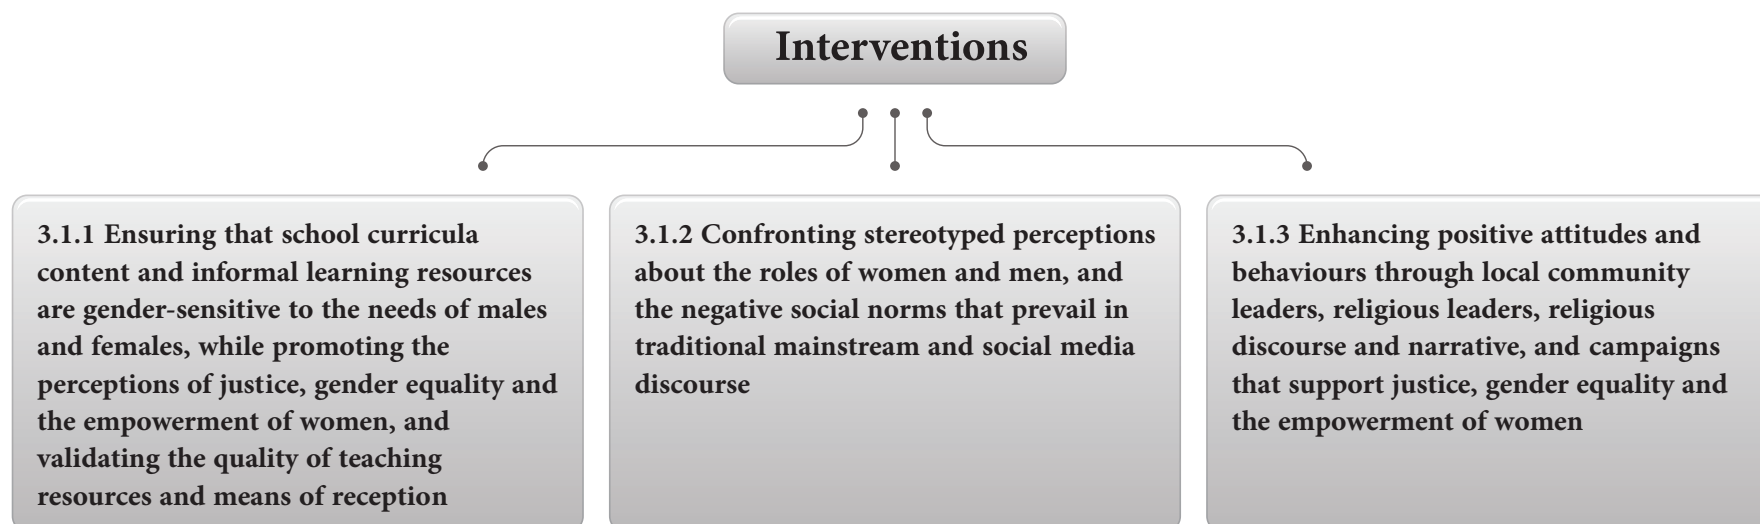 Interventions
3.1.1 Ensuring that school curricula
content and informal learning resources
are gender-sensitive to the needs of males
and females, while promoting the
perceptions of justice, gender equality and
the empowerment of women, and
validating the quality of teaching
resources and means of reception
3.1.2 Confronting stereotyped perceptions
about the roles of women and men, and
the negative social norms that prevail in
traditional mainstream and social media
discourse
3.1.3 Enhancing positive attitudes and
behaviours through local community
leaders, religious leaders, religious
discourse and narrative, and campaigns
that support justice, gender equality and
the empowerment of women